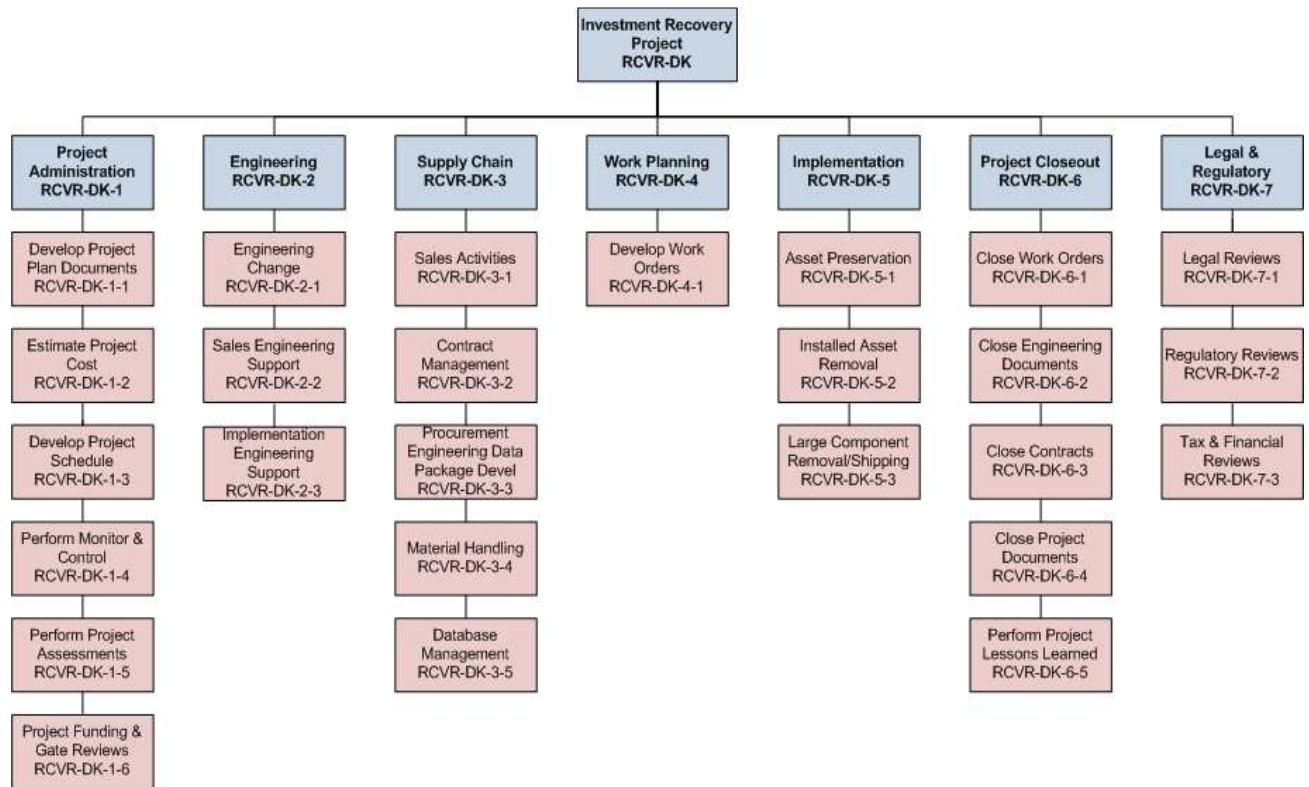 Investment Recovery
Project
RCVR-DK
Project
Administration
RCVR-DK-1
Engineering
RCVR-DK-2
Supply Chain
RCVR-DK-3
Work Planning
RCVR-DK-4
Implementation
RCVR-DK-5
Project Closeout
RCVR-DK-6
Legal &
Regulatory
RCVR-DK-7
Develop Project
Plan Documents
RCVR-DK-1-1
Engineering
Change
RCVR-DK-2-1
Sales Activities
RCVR-DK-3-1
Develop Work
Orders
RCVR-DK-4-1
Asset Preservation
RCVR-DK-5-1
Close Work Orders
RCVR-DK-6-1
Legal Reviews
RCVR-DK-7-1
Estimate Project
Cost
RCVR-DK-1-2
Sales Engineering
Support
RCVR-DK-2-2
Contract
Management
RCVR-DK-3-2
Installed Asset
Removal
RCVR-DK-5-2
Close Engineering
Documents
RCVR-DK-6-2
Regulatory Reviews
RCVR-DK-7-2
Develop Project
Schedule
RCVR-DK-1-3
Implementation
Engineering
Support
RCVR-DK-2-3
Procurement
Engineering Data
Package Devel
RCVR-DK-3-3
Large Component
Removal/Shipping
RCVR-DK-5-3
Close Contracts
RCVR-DK-6-3
Tax & Financial
Reviews
RCVR-DK-7-3
Perform Monitor &
Control
RCVR-DK-1-4
Material Handling
RCVR-DK-3-4
Close Project
Documents
RCVR-DK-6-4
Perform Project
Assessments
RCVR-DK-1-5
Database
Management
RCVR-DK-3-5
Perform Project
Lessons Learned
RCVR-DK-6-5
Project Funding &
Gate Reviews
RCVR-DK-1-6